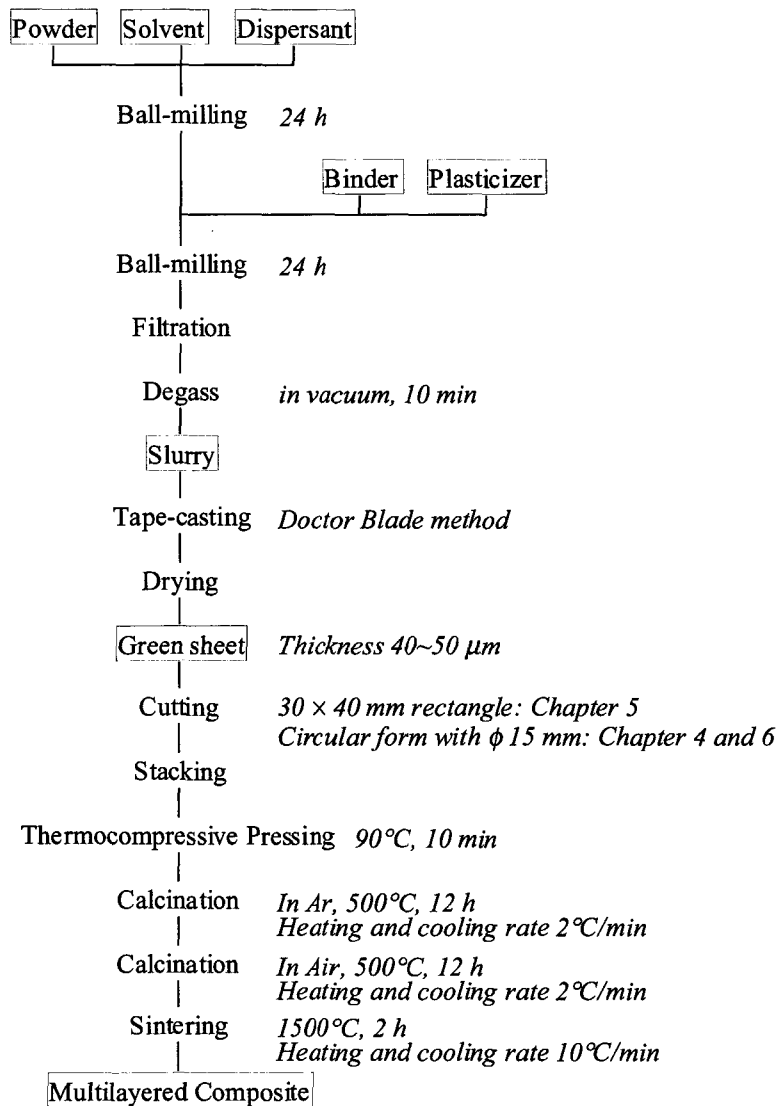 Powder Solvent Dispersant
Ball-milling 24 h
Binder Plasticizer
Ball-milling 24 h
Filtration
Degass in vacuum, 10 min
Slurry
Tape-casting Doctor Blade method
Drying
Green sheet Thickness 40~50 μm
Cutting 30 × 40 mm rectangle: Chapter 5
Circular form with ϕ 15 mm: Chapter 4 and 6
Stacking
Thermocompressive Pressing 90°C, 10 min
Calcination In Ar, 500°C, 12 h
Heating and cooling rate 2°C/min
Calcination In Air, 500°C, 12 h
Heating and cooling rate 2°C/min
Sintering 1500°C, 2 h
Heating and cooling rate 10°C/min
Multilayered Composite